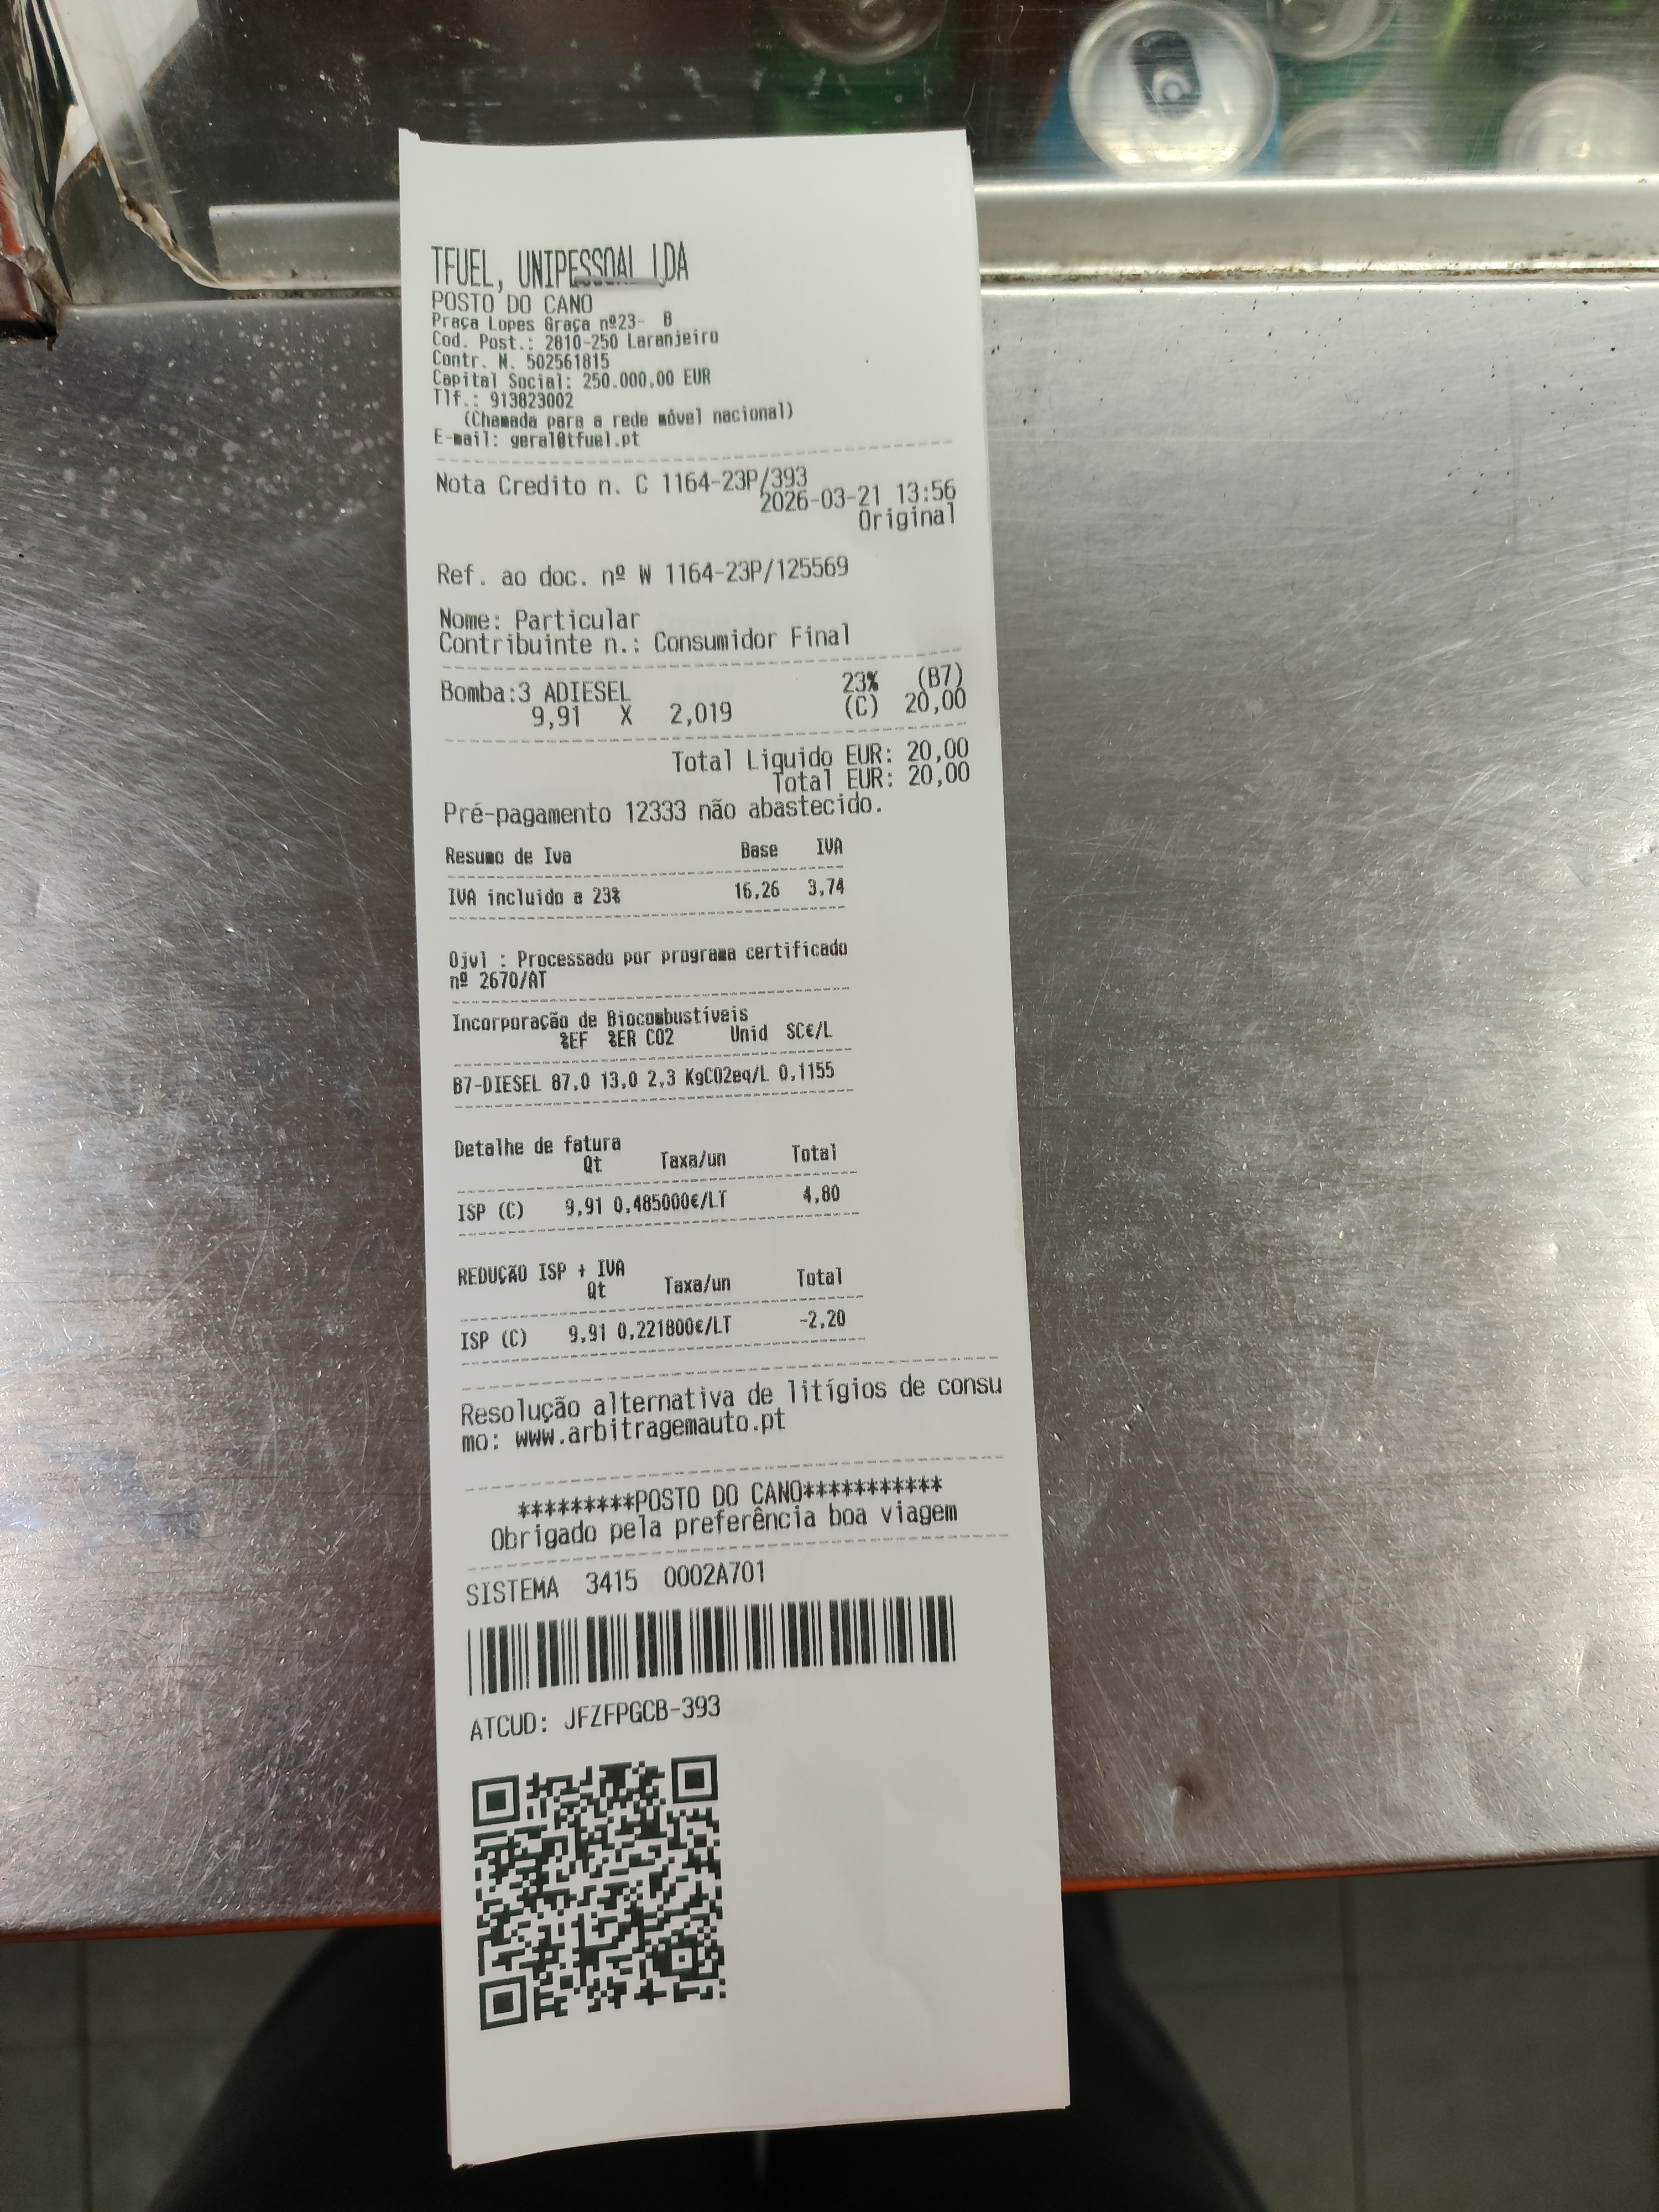 TFUEL, UNIPESSOAL LDA
POSTO DO CANO
Praça Lopes Graça nº23- B
Cod. Post.: 2810-250 Laranjeiro
Contr. N. 502561815
Capital Social: 250.000,00 EUR
Tlf.: 913823002
(Chamada para a rede móvel nacional)
E-mail: geral@tfuel.pt
Nota Credito n. C 1164-23P/393
2026-03-21 13:56
Original
Ref. ao doc. nº W 1164-23P/125569
Nome: Particular
Contribuinte n.: Consumidor Final
Bomba:3 ADIESEL 23% (B7)
9,91 X 2,019 (C) 20,00
Total Liquido EUR: 20,00
Total EUR: 20,00
Pré-pagamento 12333 não abastecido.
Resumo de Iva Base IVA
IVA incluido a 23% 16,26 3,74
Ojvl : Processado por programa certificado
nº 2670/AT
Incorporação de Biocombustíveis
%EF %ER CO2 Unid SC€/L
B7-DIESEL 87,0 13,0 2,3 KgCO2eq/L 0,1155
Detalhe de fatura
Qt Taxa/un Total
ISP (C) 9,91 0,485000€/LT 4,80
REDUÇÃO ISP + IVA
Qt Taxa/un Total
ISP (C) 9,91 0,221800€/LT -2,20
Resolução alternativa de litígios de consu
mo: www.arbitragemauto.pt
*********POSTO DO CANO***********
Obrigado pela preferência boa viagem
SISTEMA 3415 0002A701
ATCUD: JFZFPGCB-393